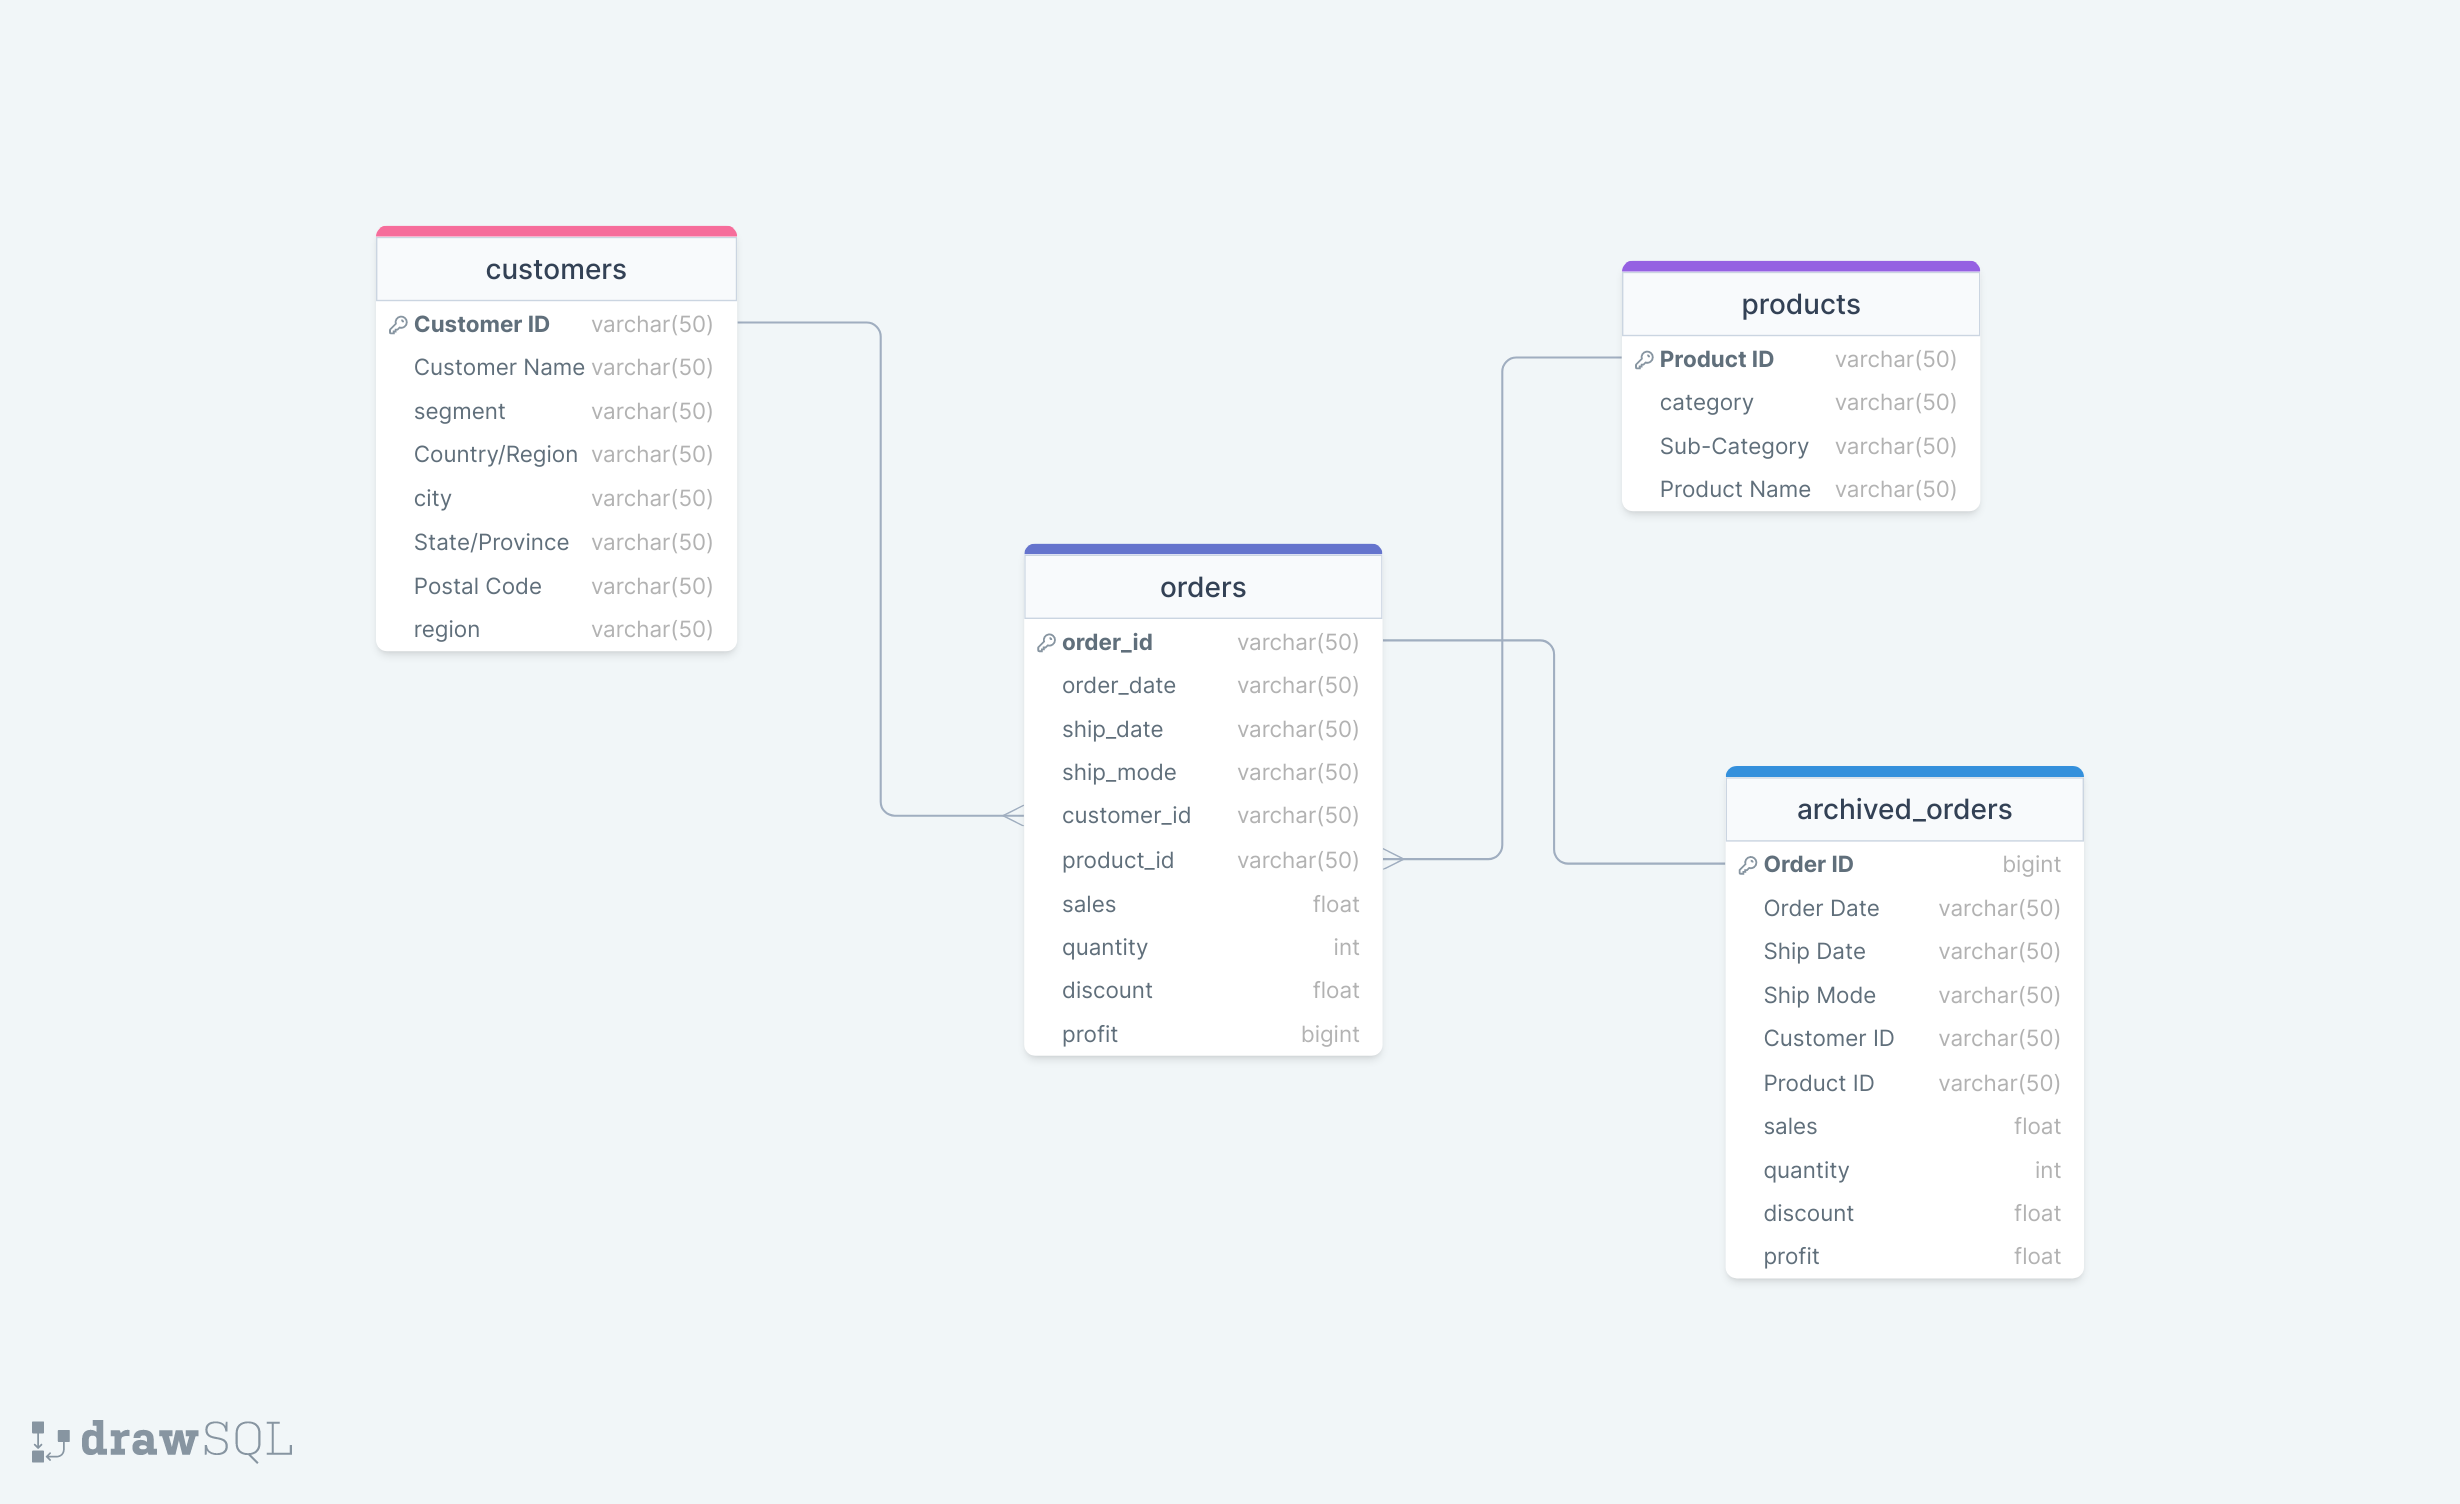 customers
Customer ID varchar(50)
Customer Name varchar(50)
segment varchar(50)
Country/Region varchar(50)
city varchar(50)
State/Province varchar(50)
Postal Code varchar(50)
region varchar(50)
orders
order_id varchar(50)
order_date varchar(50)
ship_date varchar(50)
ship_mode varchar(50)
customer_id varchar(50)
product_id varchar(50)
sales float
quantity int
discount float
profit bigint
products
Product ID varchar(50)
category varchar(50)
Sub-Category varchar(50)
Product Name varchar(50)
archived_orders
Order ID bigint
Order Date varchar(50)
Ship Date varchar(50)
Ship Mode varchar(50)
Customer ID varchar(50)
Product ID varchar(50)
sales float
quantity int
discount float
profit float
drawSQL